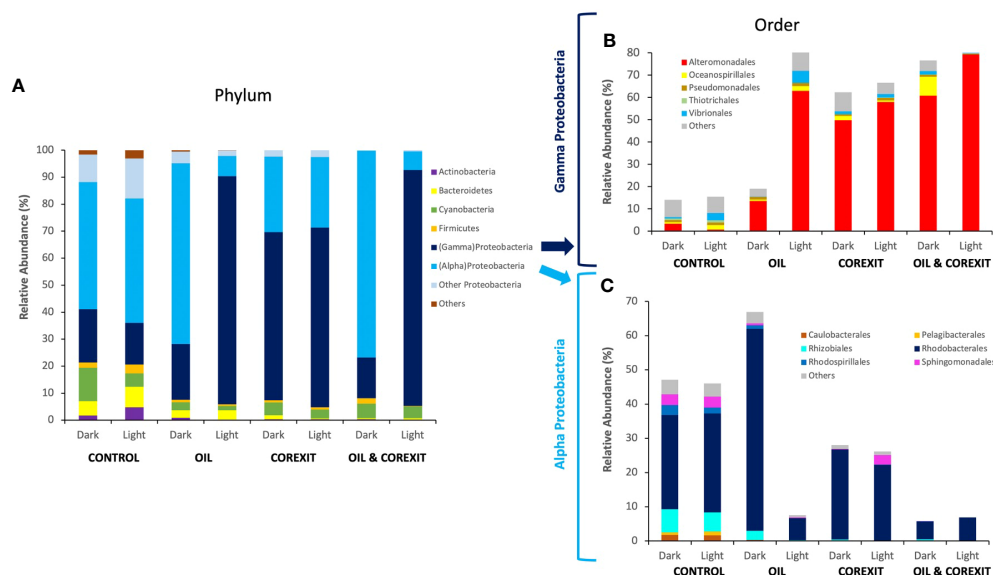 A
Phylum
Relative Abundance (%)
100
90
80
70
60
50
40
30
20
10
0
Dark Light Dark Light Dark Light Dark Light
CONTROL OIL COREXIT OIL & COREXIT
Actinobacteria
Bacteroidetes
Cyanobacteria
Firmicutes
(Gamma)Proteobacteria
(Alpha)Proteobacteria
Other Proteobacteria
Others
Gamma Proteobacteria
Alpha Proteobacteria
Order
B
Relative Abundance (%)
80
70
60
50
40
30
20
10
0
Alteromonadales
Oceanospirillales
Pseudomonadales
Thiotrichales
Vibrionales
Others
Dark Light Dark Light Dark Light Dark Light
CONTROL OIL COREXIT OIL & COREXIT
C
Relative Abundance (%)
70
60
50
40
30
20
10
0
Caulobacterales Pelagibacterales
Rhizobiales Rhodobacterales
Rhodospirillales Sphingomonadales
Others
Dark Light Dark Light Dark Light Dark Light
CONTROL OIL COREXIT OIL & COREXIT